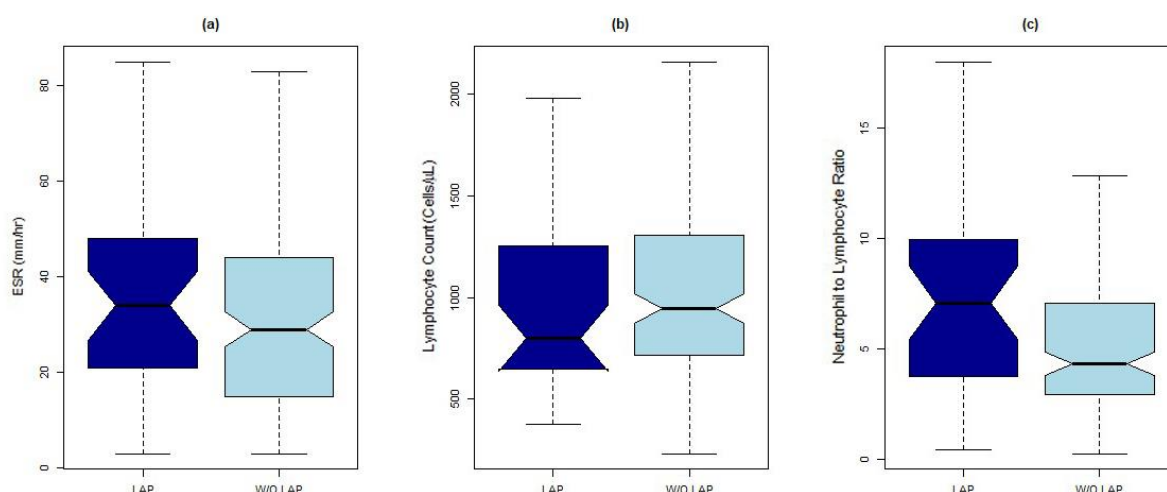 (a)
ESR (mm/hr)
0
20
40
60
80
LAP
W/O LAP
(b)
Lymphocyte Count(Cells/μL)
500
1000
1500
2000
LAP
W/O LAP
(c)
Neutrophil to Lymphocyte Ratio
0
5
10
15
LAP
W/O LAP